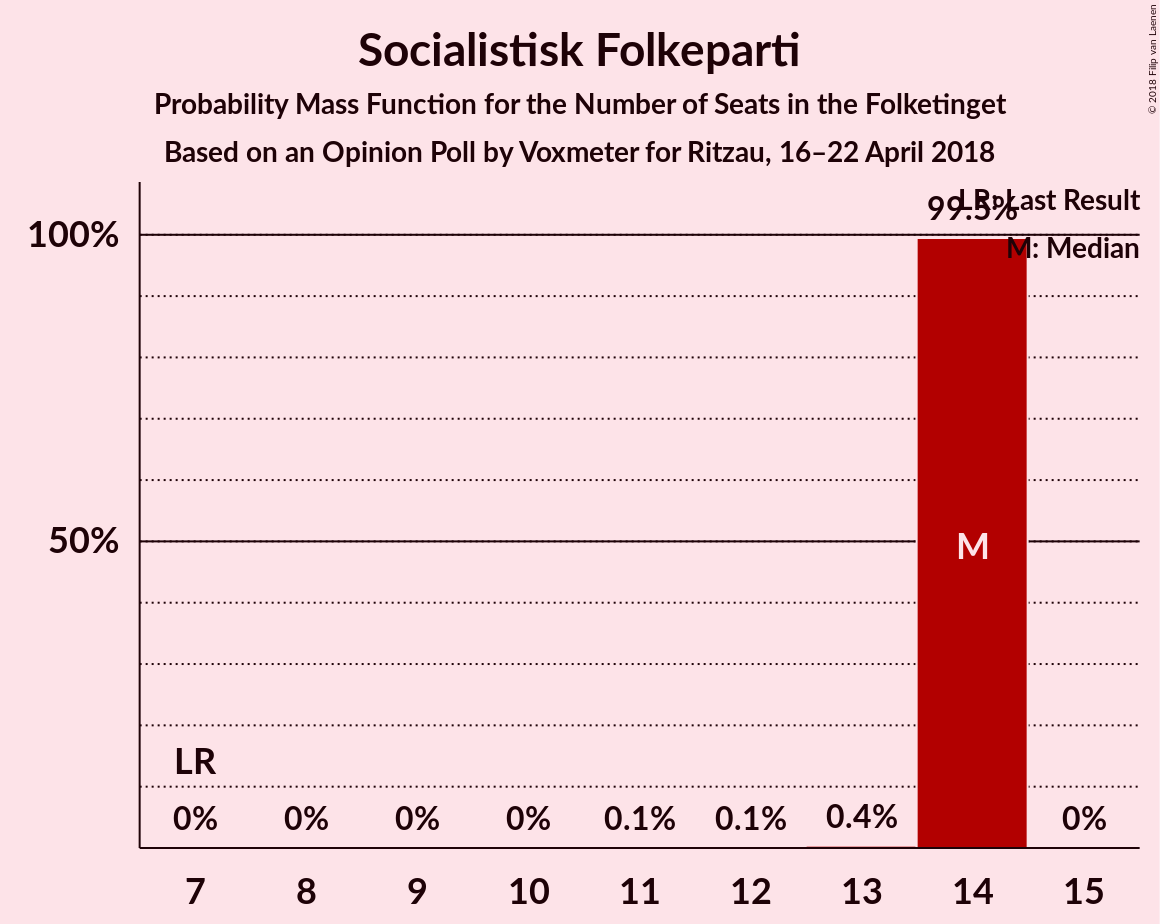 Socialistisk Folkeparti
Probability Mass Function for the Number of Seats in the Folketinget
Based on an Opinion Poll by Voxmeter for Ritzau, 16–22 April 2018
© 2018 Filip van Laenen
LR: Last Result
M: Median
99.5%
100%
50%
M
LR
0% 0% 0% 0% 0.1% 0.1% 0.4% 0%
7 8 9 10 11 12 13 14 15